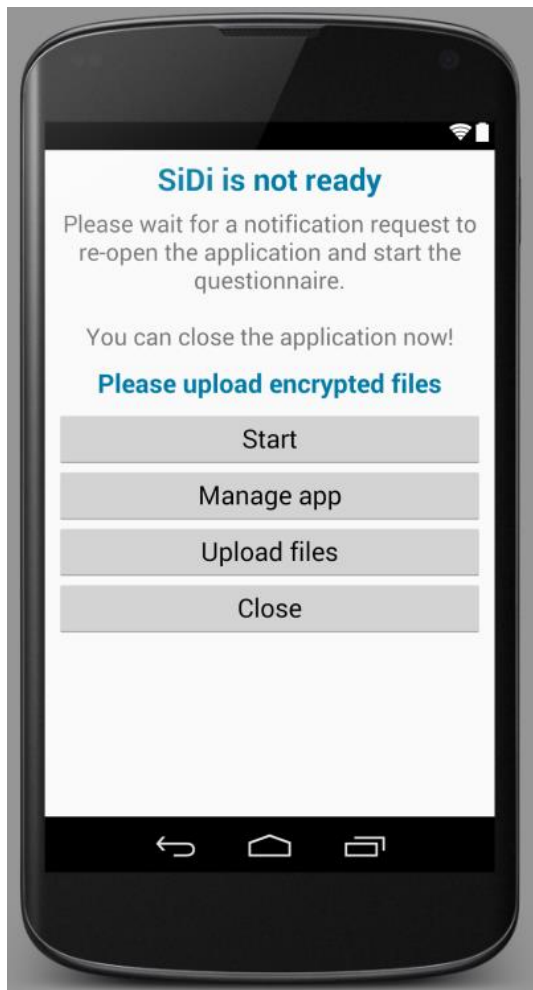 SiDi is not ready
Please wait for a notification request to
re-open the application and start the
questionnaire.
You can close the application now!
Please upload encrypted files
Start
Manage app
Upload files
Close